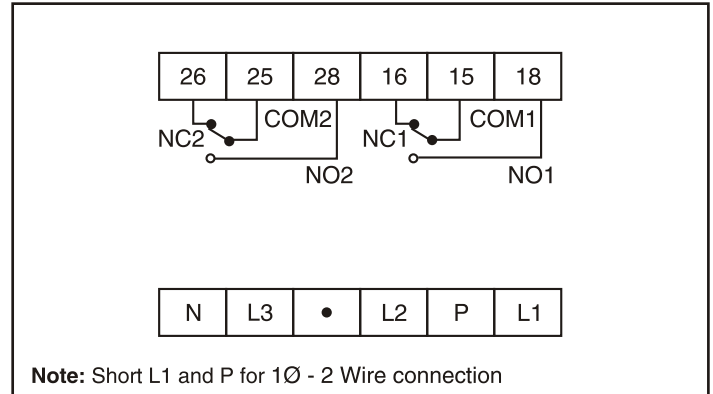 26 25 28 16 15 18
COM2 COM1
NC2 NC1
NO2 NO1
N L3 • L2 P L1
Note: Short L1 and P for 1Ø - 2 Wire connection